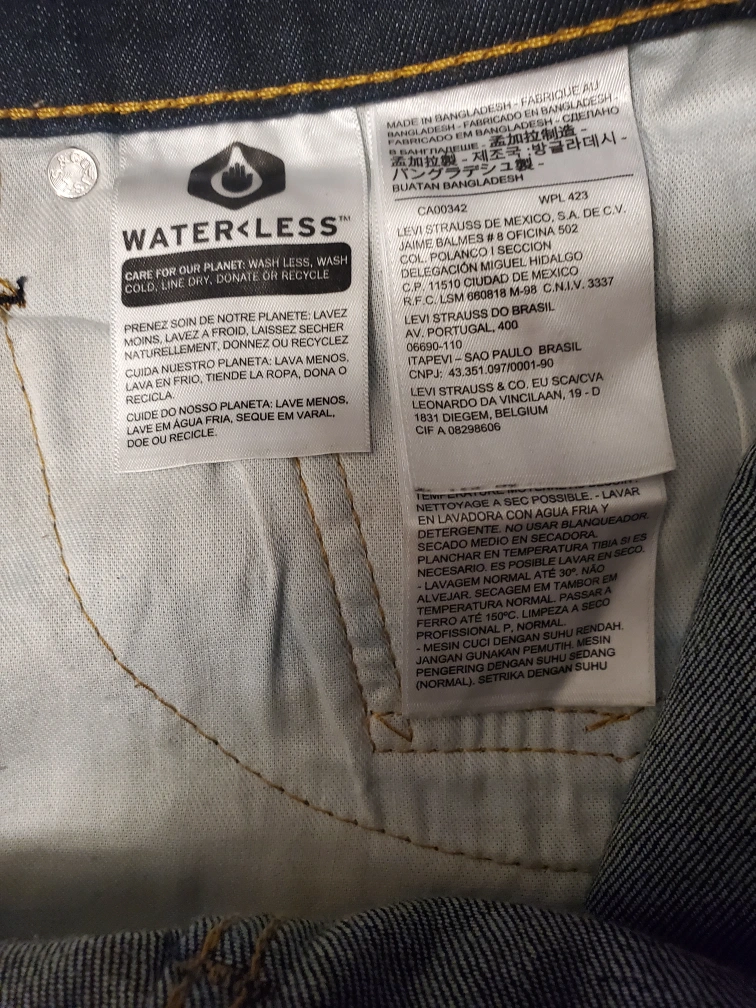 WATER<LESS™
CARE FOR OUR PLANET: WASH LESS, WASH
COLD, LINE DRY, DONATE OR RECYCLE
PRENEZ SOIN DE NOTRE PLANETE: LAVEZ
MOINS, LAVEZ A FROID, LAISSEZ SECHER
NATURELLEMENT, DONNEZ OU RECYCLEZ
CUIDA NUESTRO PLANETA: LAVA MENOS,
LAVA EN FRIO, TIENDE LA ROPA, DONA O
RECICLA.
CUIDE DO NOSSO PLANETA: LAVE MENOS,
LAVE EM ÁGUA FRIA, SEQUE EM VARAL,
DOE OU RECICLE.
MADE IN BANGLADESH - FABRIQUE AU
BANGLADESH - FABRICADO EN BANGLADESH -
FABRICADO EM BANGLADESH - СДЕЛАНО
В БАНГЛАДЕШЕ - 孟加拉制造 -
孟加拉製 - 제조국 :방글라데시 -
バングラデシュ製 -
BUATAN BANGLADESH
CA00342 WPL 423
LEVI STRAUSS DE MEXICO, S.A. DE C.V.
JAIME BALMES # 8 OFICINA 502
COL. POLANCO I SECCION
DELEGACIÓN MIGUEL HIDALGO
C.P. 11510 CIUDAD DE MEXICO
R.F.C. LSM 660818 M-98 C.N.I.V. 3337
LEVI STRAUSS DO BRASIL
AV. PORTUGAL, 400
06690-110
ITAPEVI – SAO PAULO BRASIL
CNPJ: 43.351.097/0001-90
LEVI STRAUSS & CO. EU SCA/CVA
LEONARDO DA VINCILAAN, 19 - D
1831 DIEGEM, BELGIUM
CIF A 08298606
NETTOYAGE A SEC POSSIBLE. - LAVAR
EN LAVADORA CON AGUA FRIA Y
DETERGENTE. NO USAR BLANQUEADOR.
SECADO MEDIO EN SECADORA.
PLANCHAR EN TEMPERATURA TIBIA SI ES
NECESARIO. ES POSIBLE LAVAR EN SECO.
- LAVAGEM NORMAL ATÉ 30º. NÃO
ALVEJAR. SECAGEM EM TAMBOR EM
TEMPERATURA NORMAL. PASSAR A
FERRO ATÉ 150ºC. LIMPEZA A SECO
PROFISSIONAL P, NORMAL.
- MESIN CUCI DENGAN SUHU RENDAH.
JANGAN GUNAKAN PEMUTIH. MESIN
PENGERING DENGAN SUHU SEDANG
(NORMAL). SETRIKA DENGAN SUHU